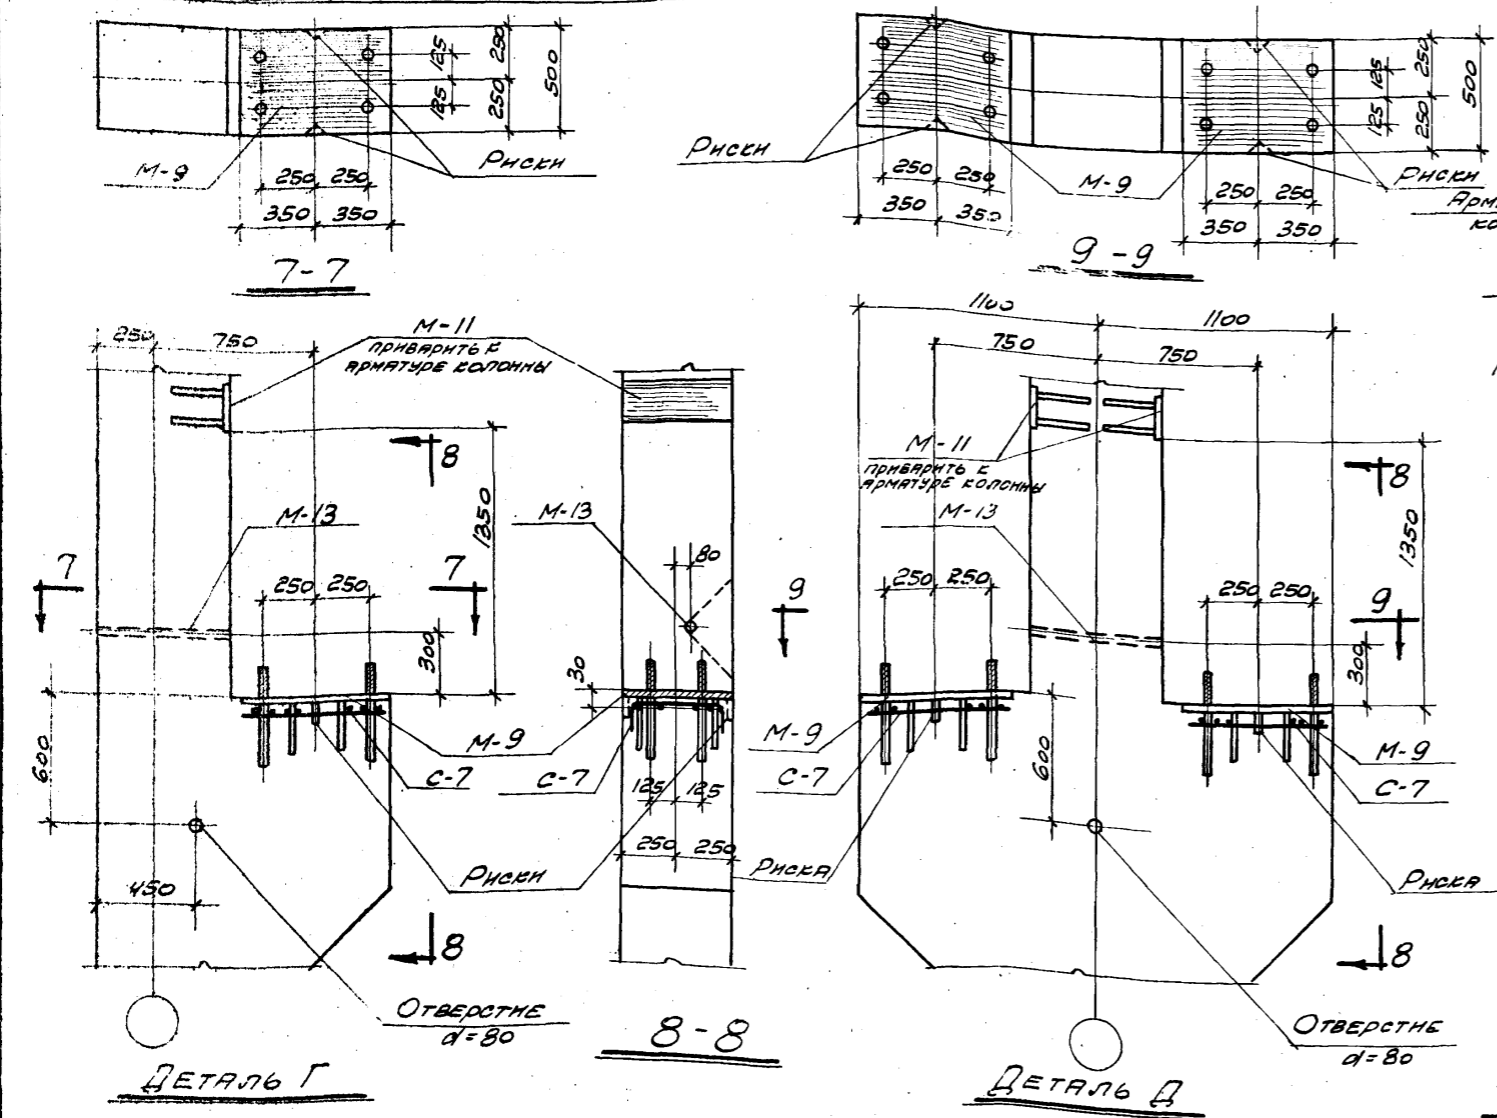 125
125
250
250
500
М-9
250
250
350
350
Риски
7-7
Риски
250
250
350
350
М-9
125
125
250
250
500
250
250
350
350
Риски
9-9
250
750
М-11
приварить к
арматуре колонны
8
1350
М-13
7
250
250
7
300
600
М-9
С-7
450
Риски
8
Отверстие
d=80
Деталь Г
М-13
80
30
С-7
125
125
250
250
8-8
1100
1100
750
750
М-11
приварить к
арматуре колонны
М-13
8
1350
9
250
250
250
250
9
300
М-9
С-7
600
М-9
С-7
Риска
Риска
8
Отверстие
d=80
Деталь Д